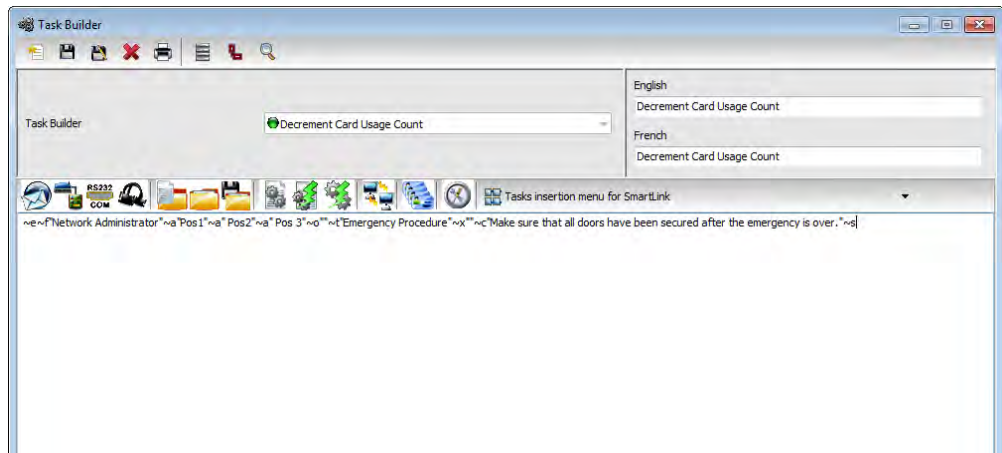 Task Builder
English
Decrement Card Usage Count
Task Builder
Decrement Card Usage Count
French
Decrement Card Usage Count
RS232
COM
Tasks insertion menu for SmartLink
~e~f"Network Administrator"~a"Pos1"~a" Pos2"~a" Pos 3"~o""~t"Emergency Procedure"~x""~c"Make sure that all doors have been secured after the emergency is over."~s